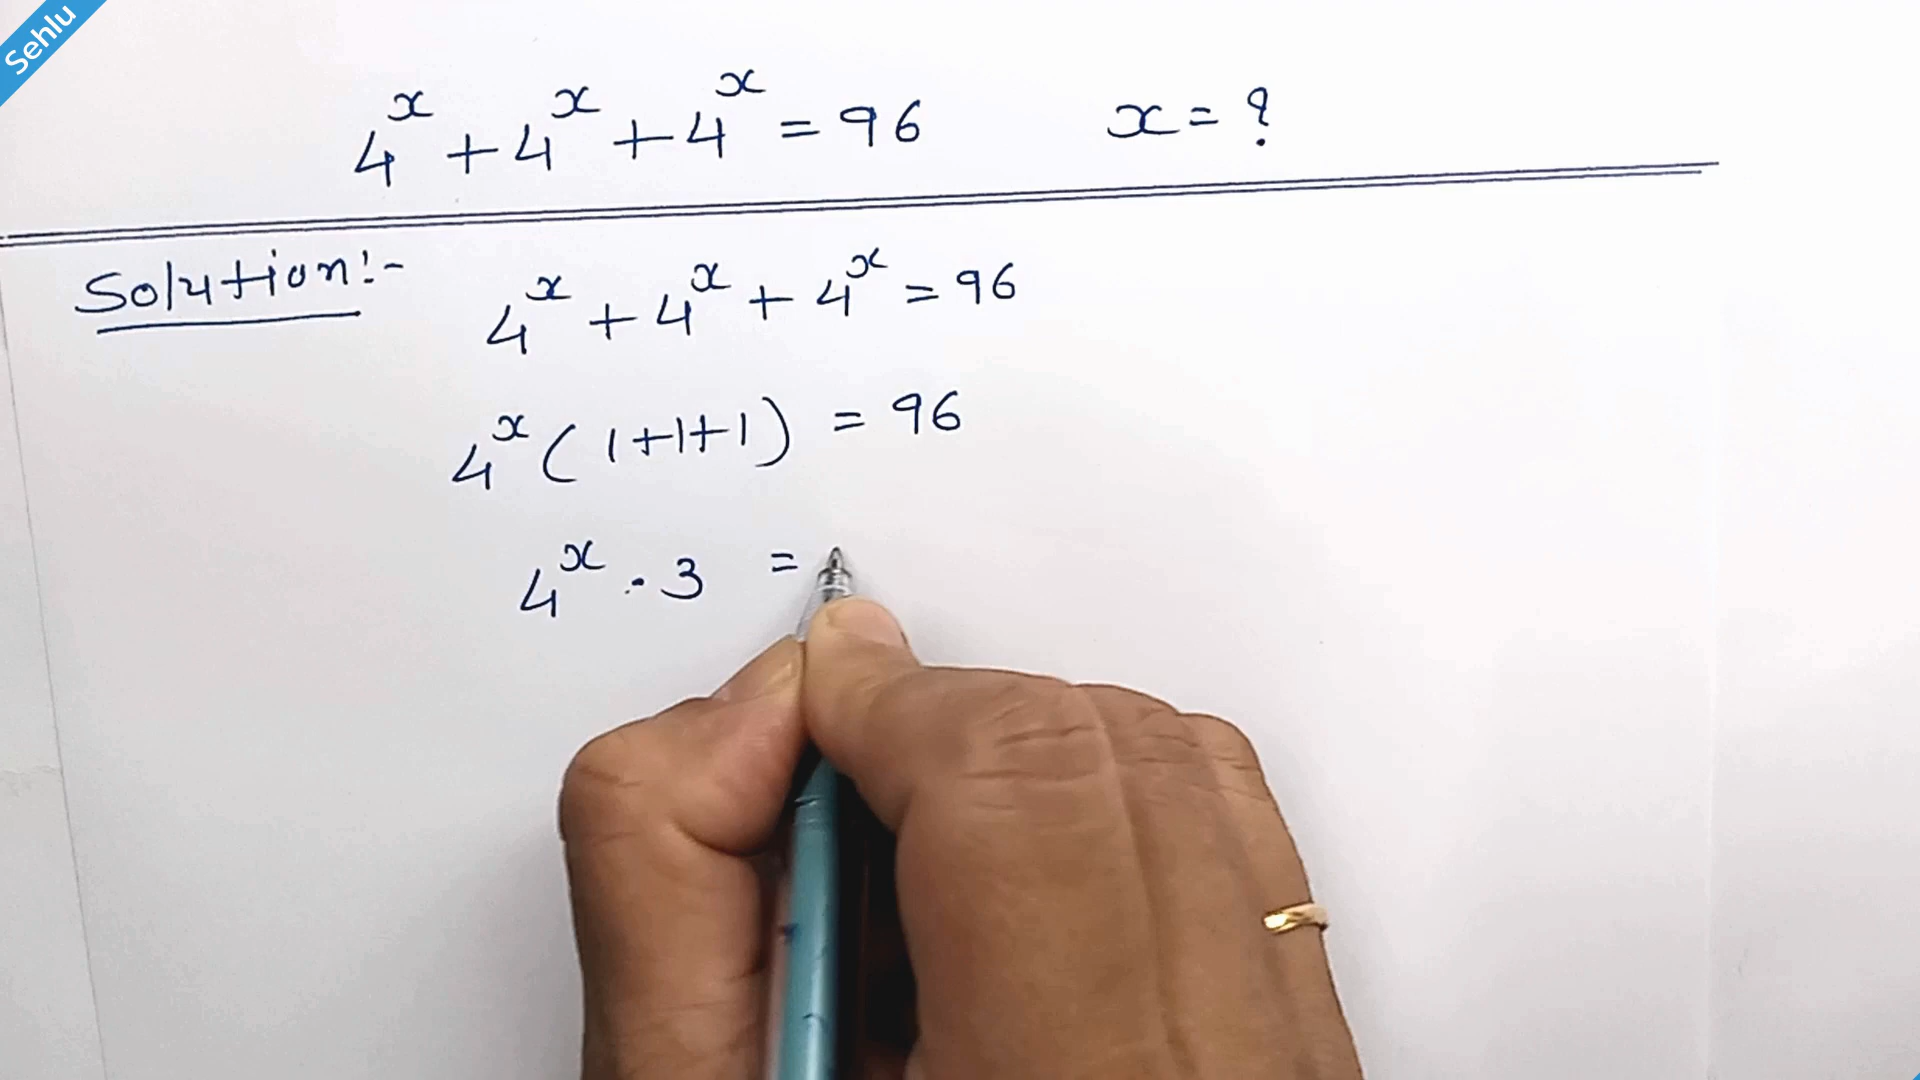 Sehlu
4^x + 4^x + 4^x = 96 x = ?
Solution:- 4^x + 4^x + 4^x = 96
4^x (1+1+1) = 96
4^x · 3 =